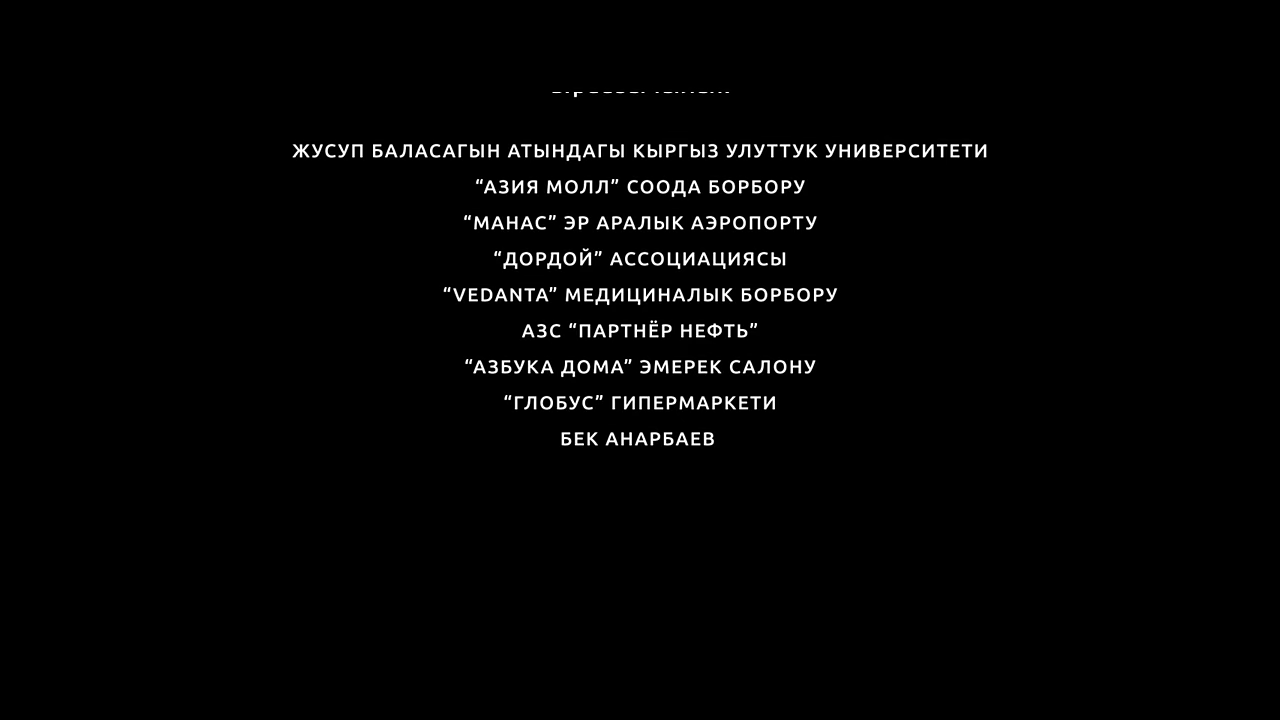 ЖУСУП БАЛАСАГЫН АТЫНДАГЫ КЫРГЫЗ УЛУТТУК УНИВЕРСИТЕТИ
“АЗИЯ МОЛЛ” СООДА БОРБОРУ
“МАНАС” ЭР АРАЛЫК АЭРОПОРТУ
“ДОРДОЙ” АССОЦИАЦИЯСЫ
“VEDANTA” МЕДИЦИНАЛЫК БОРБОРУ
АЗС “ПАРТНЁР НЕФТЬ”
“АЗБУКА ДОМА” ЭМЕРЕК САЛОНУ
“ГЛОБУС” ГИПЕРМАРКЕТИ
БЕК АНАРБАЕВ